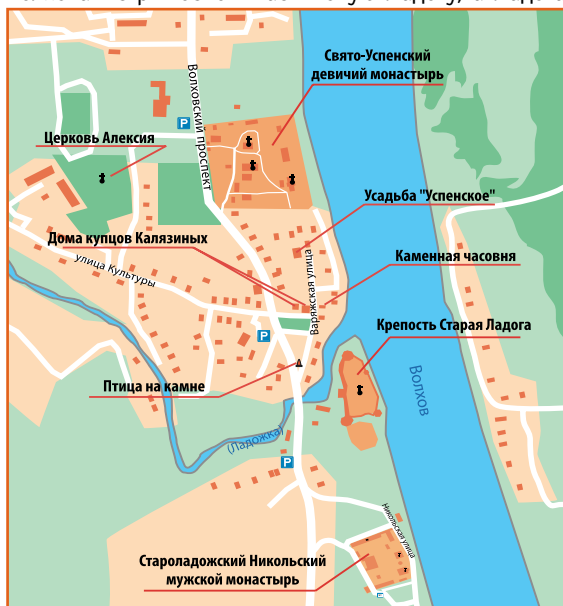 Свято-Успенский
девичий монастырь
P
Волховский проспект
Церковь Алексия
Усадьба "Успенское"
Дома купцов Калязиных
Варяжская улица
Каменная часовня
улица Культуры
Крепость Старая Ладога
P
Волхов
Птица на камне
(Ладожка)
P
Никольская улица
Староладожский Никольский
мужской монастырь